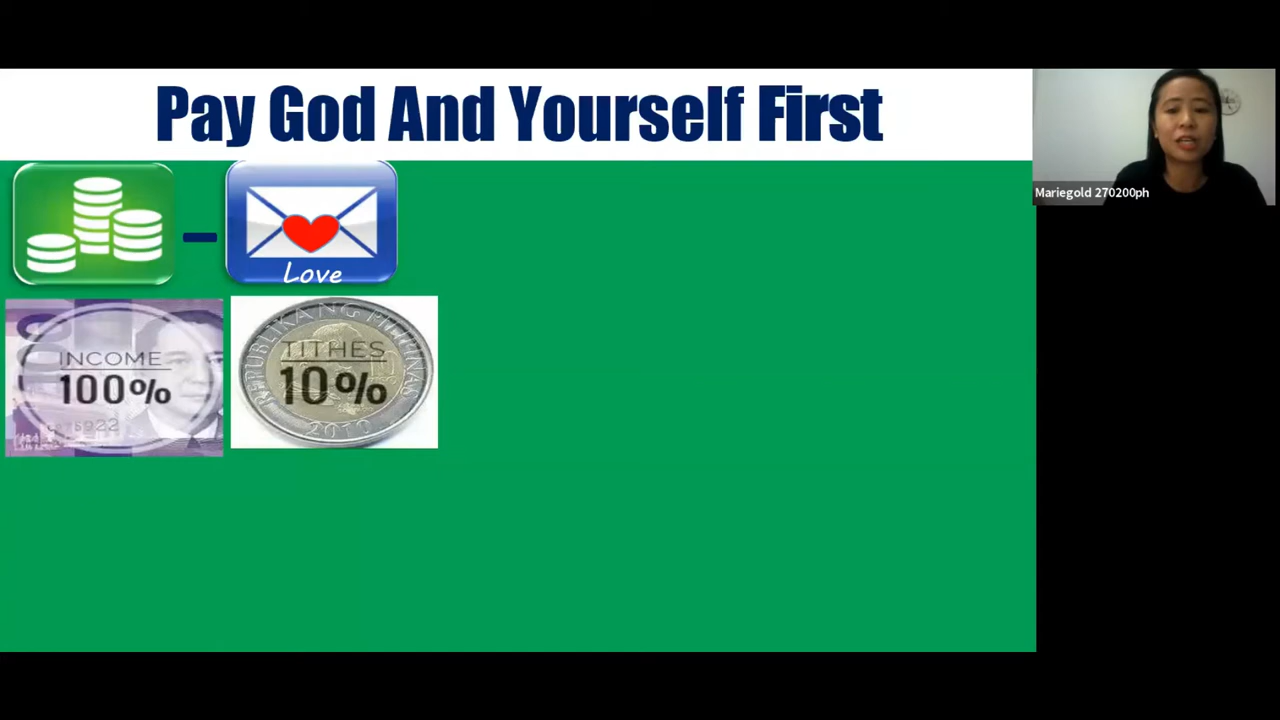 Pay God And Yourself First
Mariegold 270200ph
Love
INCOME
100%
REPUBLIKA NG PILIPINAS
TITHES
10%
2010